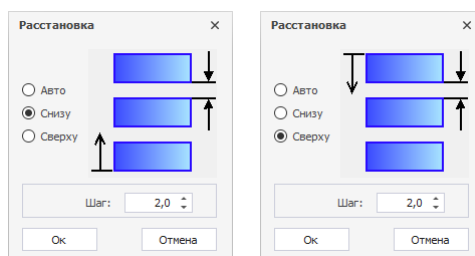 Расстановка ×
Авто
Снизу
Сверху
Шаг: 2,0
Ок Отмена
Расстановка ×
Авто
Снизу
Сверху
Шаг: 2,0
Ок Отмена